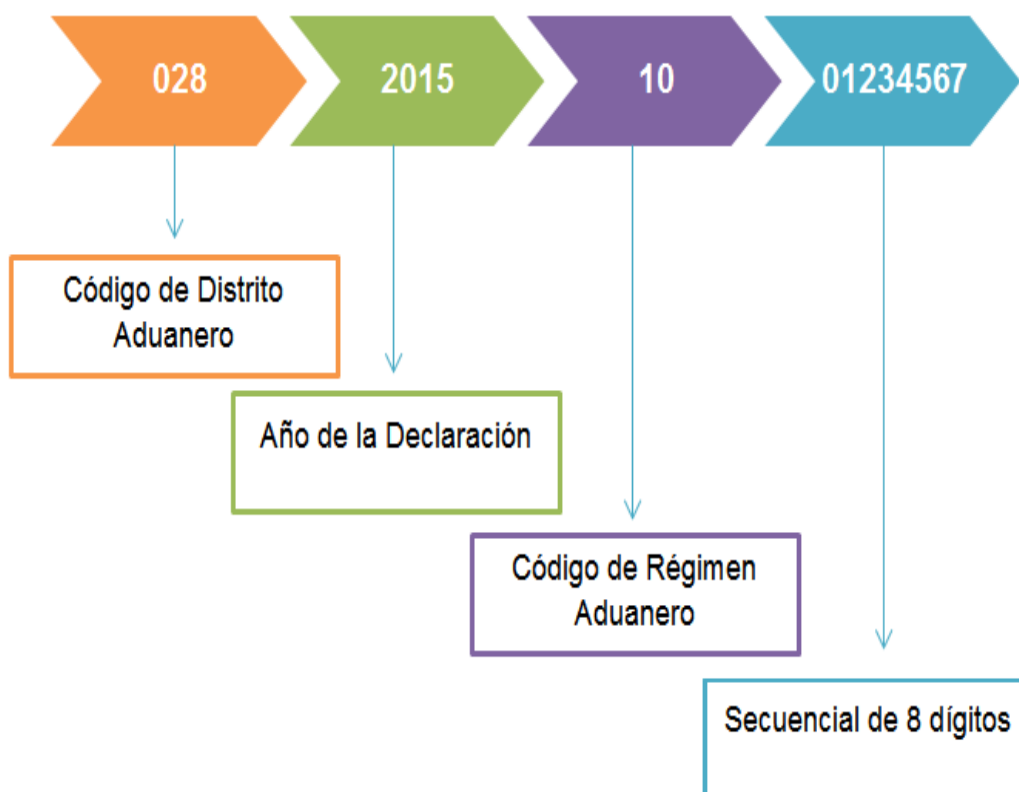 028
2015
10
01234567
Código de Distrito
Aduanero
Año de la Declaración
Código de Régimen
Aduanero
Secuencial de 8 dígitos